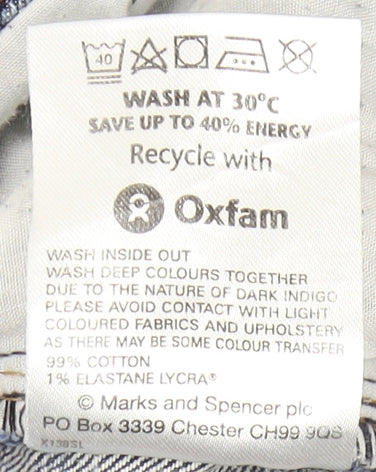 40
WASH AT 30°C
SAVE UP TO 40% ENERGY
Recycle with
Oxfam
WASH INSIDE OUT
WASH DEEP COLOURS TOGETHER
DUE TO THE NATURE OF DARK INDIGO
PLEASE AVOID CONTACT WITH LIGHT
COLOURED FABRICS AND UPHOLSTERY
AS THERE MAY BE SOME COLOUR TRANSFER
99% COTTON
1% ELASTANE LYCRA®
© Marks and Spencer plc
PO Box 3339 Chester CH99 9QS